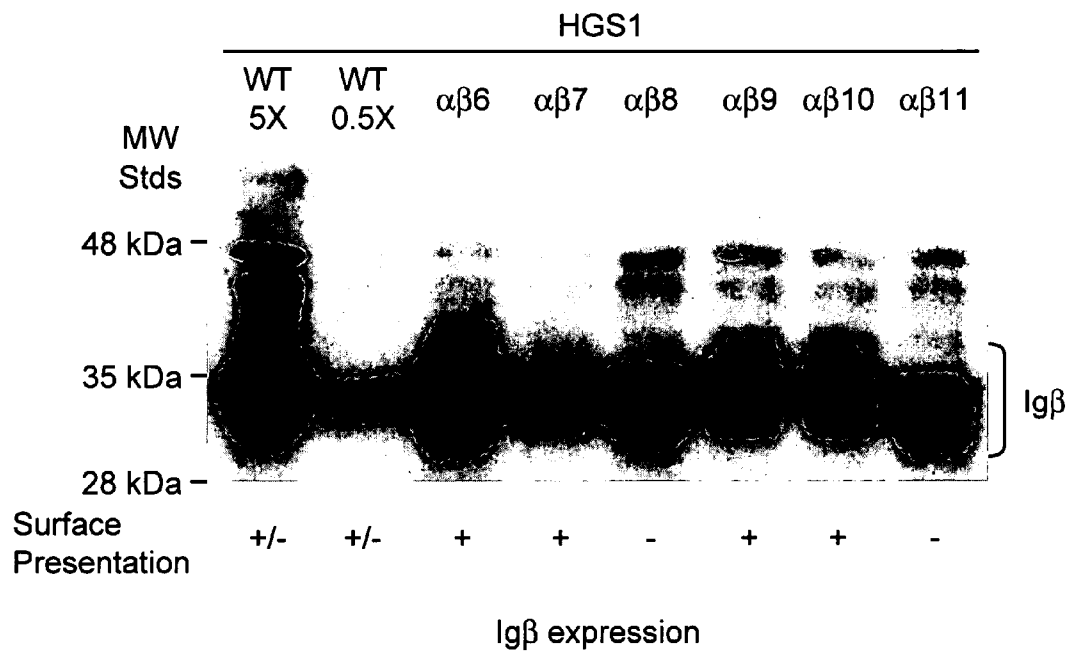 HGS1
WT 5X
WT 0.5X
αβ6
αβ7
αβ8
αβ9
αβ10
αβ11
MW Stds
48 kDa –
35 kDa –
28 kDa –
Igβ
Surface Presentation
+/- +/- + + - + + -
Igβ expression